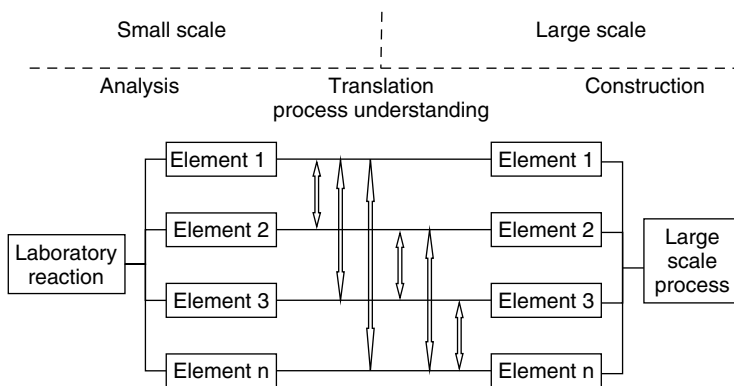 Small scale
Large scale
Analysis
Translation
process understanding
Construction
Element 1
Element 1
Element 2
Element 2
Laboratory
reaction
Large
scale
process
Element 3
Element 3
Element n
Element n